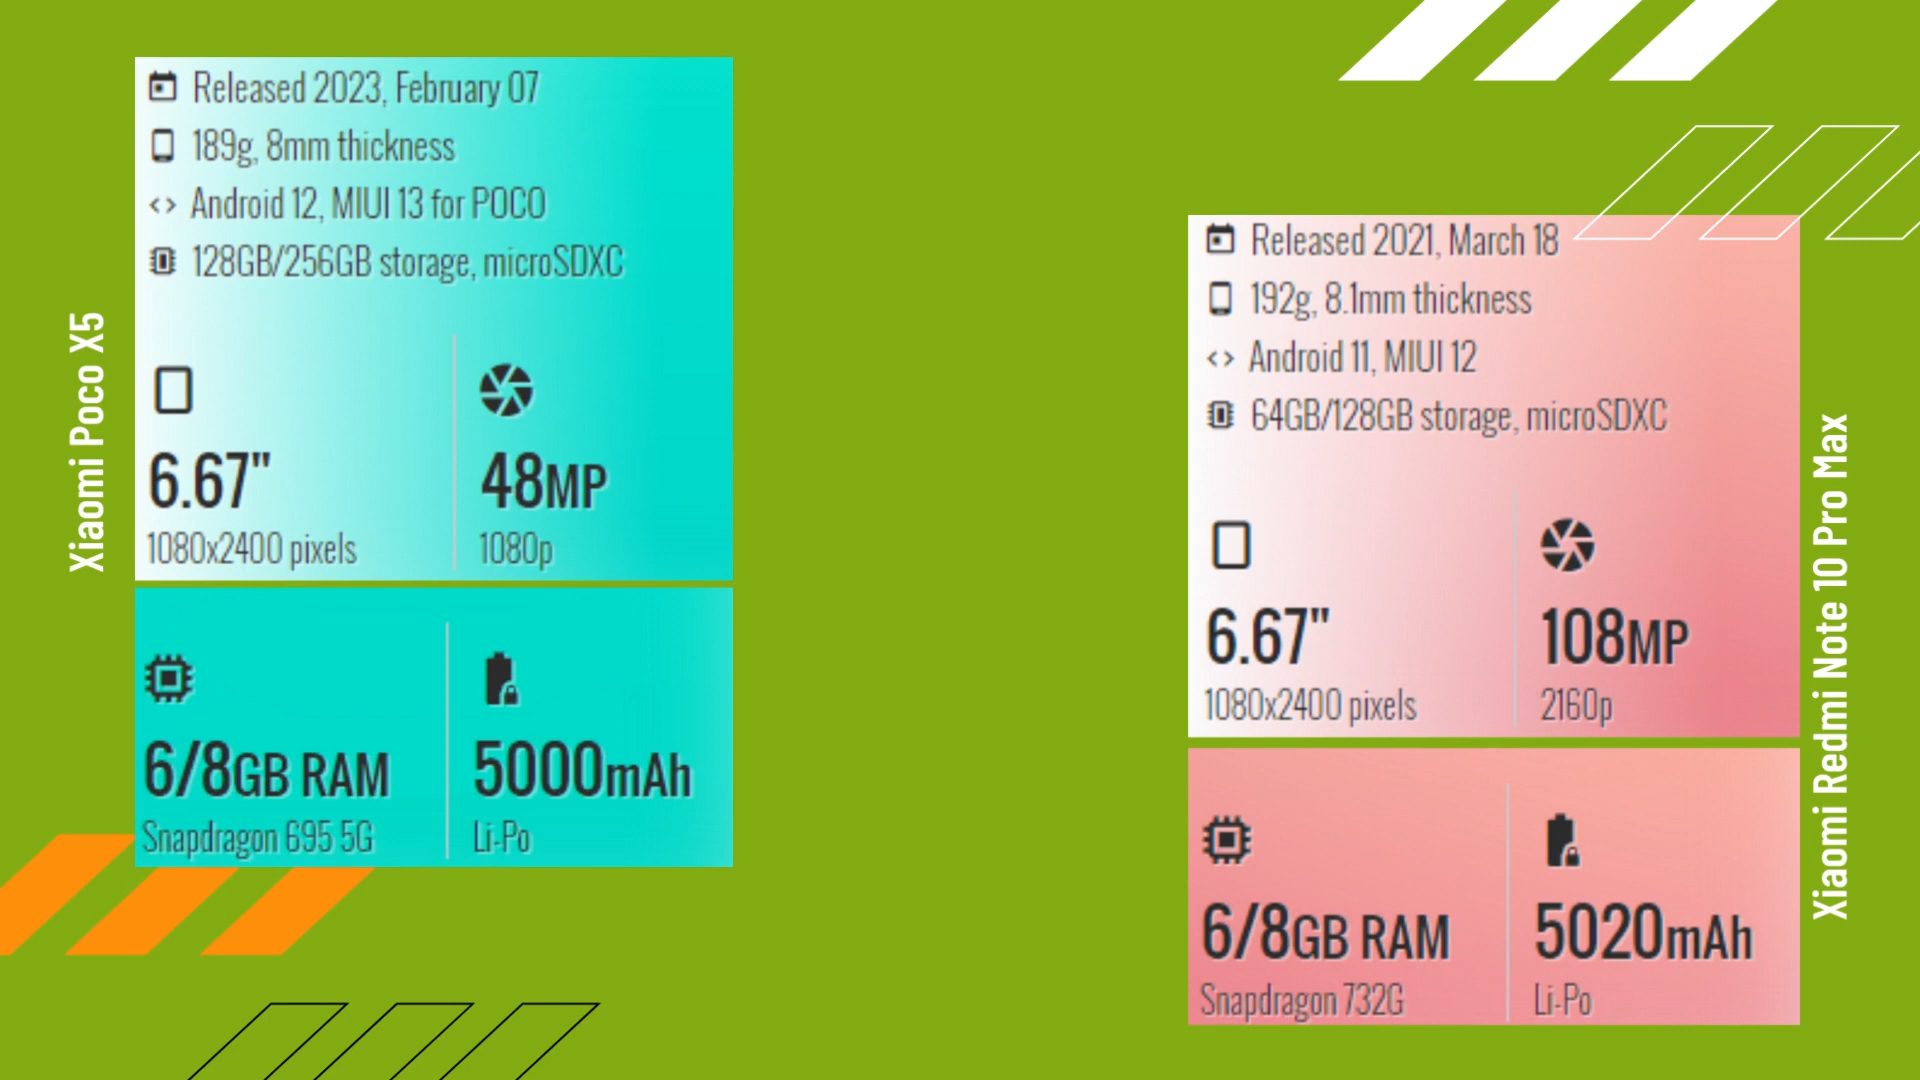 Xiaomi Poco X5
Released 2023, February 07
189g, 8mm thickness
Android 12, MIUI 13 for POCO
128GB/256GB storage, microSDXC
6.67"
1080x2400 pixels
48MP
1080p
6/8GB RAM
Snapdragon 695 5G
5000mAh
Li-Po
Released 2021, March 18
192g, 8.1mm thickness
Android 11, MIUI 12
64GB/128GB storage, microSDXC
6.67"
1080x2400 pixels
108MP
2160p
6/8GB RAM
Snapdragon 732G
5020mAh
Li-Po
Xiaomi Redmi Note 10 Pro Max